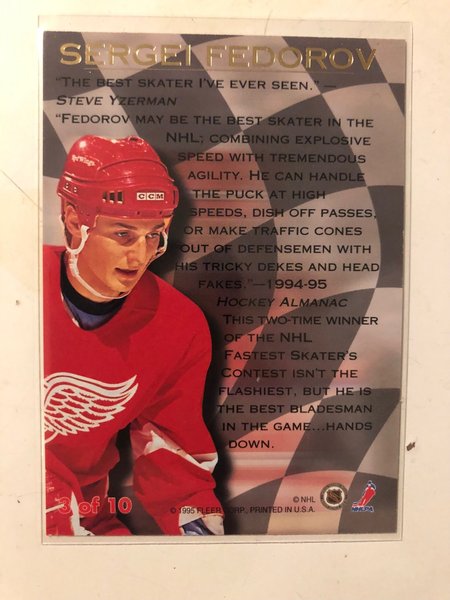 SERGEI FEDOROV
"THE BEST SKATER I'VE EVER SEEN."—
STEVE YZERMAN
"FEDOROV MAY BE THE BEST SKATER IN THE
NHL; COMBINING EXPLOSIVE
SPEED WITH TREMENDOUS
AGILITY. HE CAN HANDLE
THE PUCK AT HIGH
SPEEDS, DISH OFF PASSES,
OR MAKE TRAFFIC CONES
OUT OF DEFENSEMEN WITH
HIS TRICKY DEKES AND HEAD
FAKES."—1994-95
HOCKEY ALMANAC
THIS TWO-TIME WINNER
OF THE NHL
FASTEST SKATER'S
CONTEST ISN'T THE
FLASHIEST, BUT HE IS
THE BEST BLADESMAN
IN THE GAME...HANDS
DOWN.
Red Wings
CCM
3 of 10
© NHL
NHLPA
© 1995 FLEER CORP., PRINTED IN U.S.A.